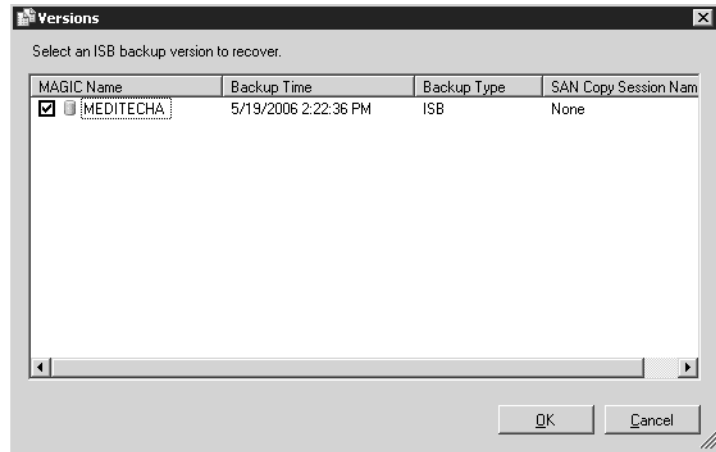 Versions
Select an ISB backup version to recover.
MAGIC Name Backup Time Backup Type SAN Copy Session Nam
MEDITECHA 5/19/2006 2:22:36 PM ISB None
OK Cancel